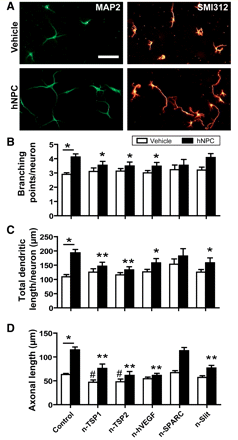 A
MAP2
SMI312
Vehicle
hNPC
B
Vehicle
hNPC
Branching
points/neuron
5
4
3
2
1
0
*
*
*
*
*
C
Vehicle
hNPC
Total dendritic
length/neuron (µm)
250
200
150
100
50
0
*
**
**
*
*
D
Axonal length (µm)
150
100
50
0
*
#
**
#
**
**
**
Control
n-TSP1
n-TSP2
n-hVEGF
n-SPARC
n-Slit